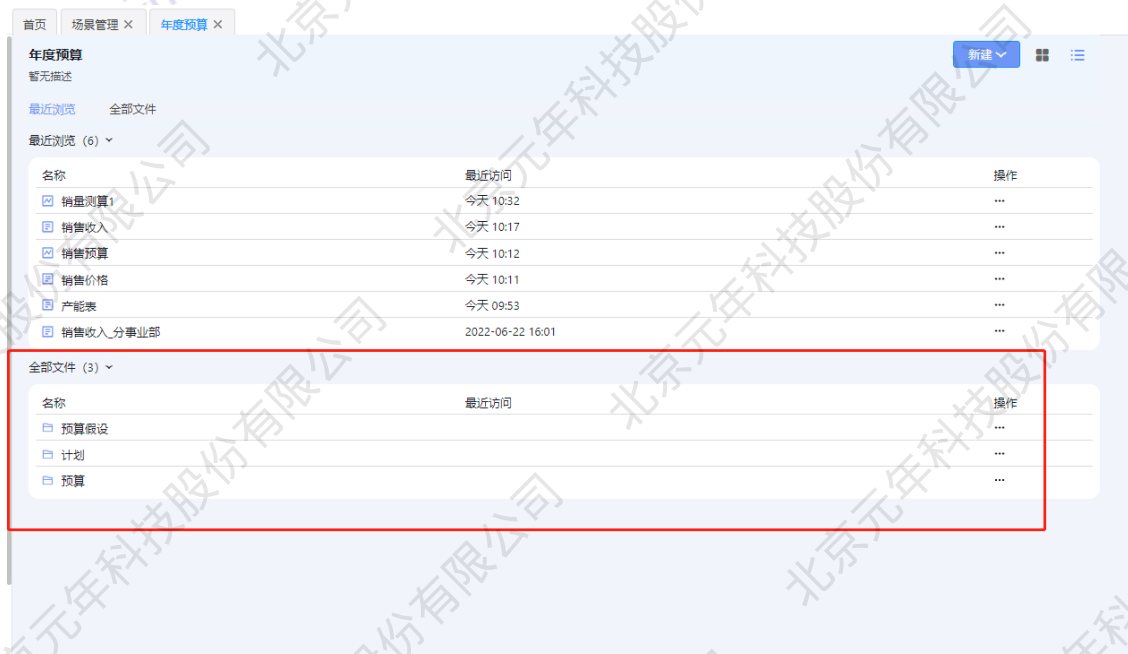 首页 场景管理 × 年度预算 ×
年度预算
新建
暂无描述
最近浏览 全部文件
最近浏览（6）
名称 最近访问 操作
销量测算1 今天 10:32 ···
销售收入 今天 10:17 ···
销售预算 今天 10:12 ···
销售价格 今天 10:11 ···
产能表 今天 09:53 ···
销售收入_分事业部 2022-06-22 16:01 ···
全部文件（3）
名称 最近访问 操作
预算假设 ···
计划 ···
预算 ···
北京元年科技股份有限公司